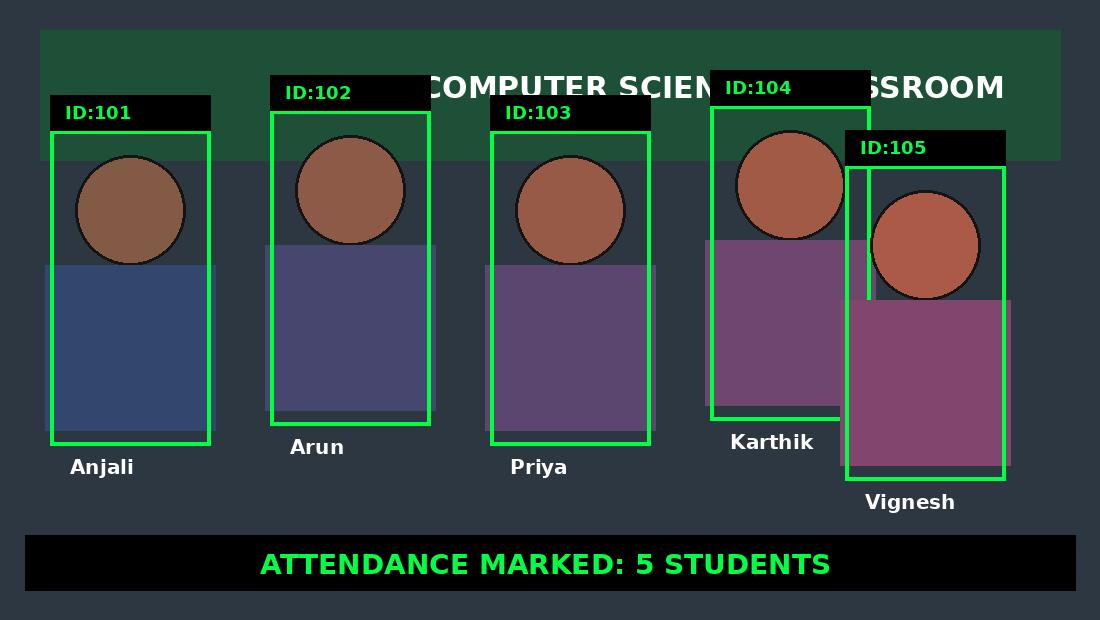 COMPUTER SCIEN SSROOM
ID:101
ID:102
ID:103
ID:104
ID:105
Anjali
Arun
Priya
Karthik
Vignesh
ATTENDANCE MARKED: 5 STUDENTS